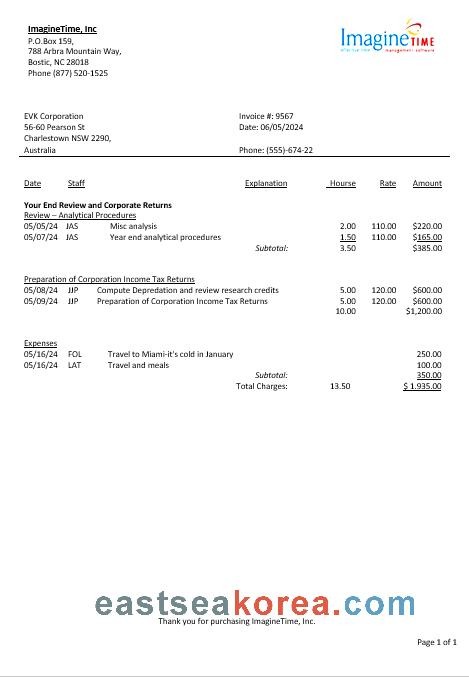 ImagineTime, Inc
P.O.Box 159,
788 Arbra Mountain Way,
Bostic, NC 28018
Phone (877) 520-1525
Imagine TIME
effective time management software
EVK Corporation
56-60 Pearson St
Charlestown NSW 2290,
Australia
Invoice #: 9567
Date: 06/05/2024
Phone: (555)-674-22
Date Staff Explanation Hourse Rate Amount
Your End Review and Corporate Returns
Review – Analytical Procedures
05/05/24 JAS Misc analysis 2.00 110.00 $220.00
05/07/24 JAS Year end analytical procedures 1.50 110.00 $165.00
Subtotal: 3.50 $385.00
Preparation of Corporation Income Tax Returns
05/08/24 JJP Compute Depredation and review research credits 5.00 120.00 $600.00
05/09/24 JJP Preparation of Corporation Income Tax Returns 5.00 120.00 $600.00
10.00 $1,200.00
Expenses
05/16/24 FOL Travel to Miami-it's cold in January 250.00
05/16/24 LAT Travel and meals 100.00
Subtotal: 350.00
Total Charges: 13.50 $ 1.935.00
eastseakorea.com
Thank you for purchasing ImagineTime, Inc.
Page 1 of 1